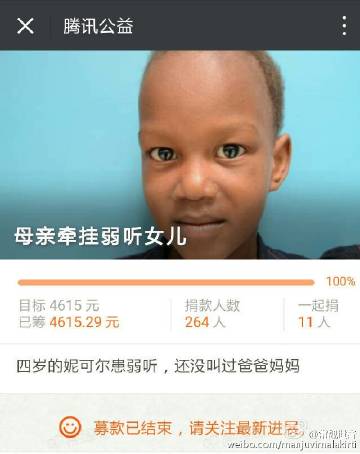 腾讯公益
母亲牵挂弱听女儿
100%
目标 4615 元
已筹 4615.29 元
捐款人数
264 人
一起捐
11 人
四岁的妮可尔患弱听，还没叫过爸爸妈妈
募款已结束，请关注最新进展
weibo.com/manjuvimalakirti